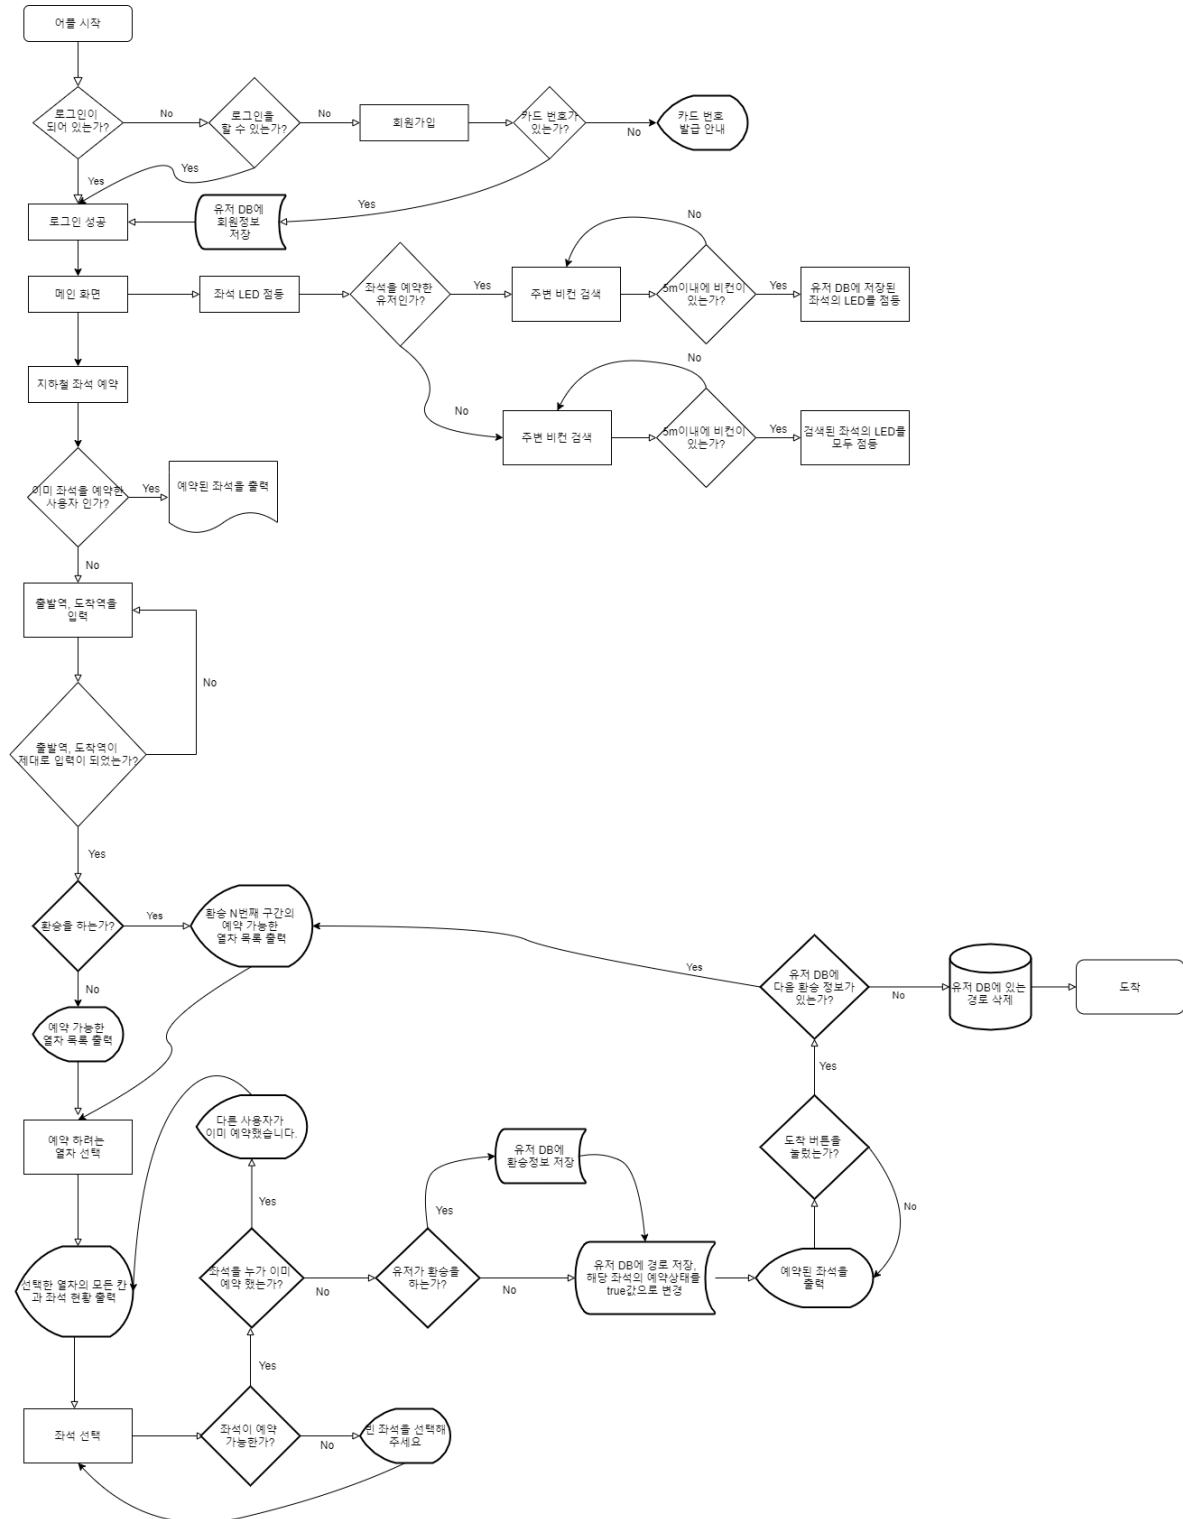 어플 시작
로그인이
되어 있는가?
No
로그인을
할 수 있는가?
No
회원가입
카드 번호가
있는가?
No
카드 번호
발급 안내
Yes
Yes
Yes
로그인 성공
유저 DB에
회원정보
저장
메인 화면
좌석 LED 점등
좌석을 예약한
유저인가?
Yes
주변 비컨 검색
No
5m이내에 비컨이
있는가?
Yes
유저 DB에 저장된
좌석의 LED를 점등
지하철 좌석 예약
No
주변 비컨 검색
No
5m이내에 비컨이
있는가?
Yes
검색된 좌석의 LED를
모두 점등
이미 좌석을 예약한
사용자 인가?
Yes
예약된 좌석을 출력
No
출발역, 도착역을
입력
No
출발역, 도착역이
제대로 입력이 되었는가?
Yes
환승을 하는가?
Yes
환승 N번째 구간의
예약 가능한
열차 목록 출력
No
예약 가능한
열차 목록 출력
Yes
유저 DB에
다음 환승 정보가
있는가?
No
유저 DB에 있는
경로 삭제
도착
Yes
예약 하려는
열차 선택
다른 사용자가
이미 예약했습니다.
유저 DB에
환승정보 저장
도착 버튼을
눌렀는가?
No
Yes
Yes
선택한 열차의 모든 칸
과 좌석 현황 출력
좌석을 누가 이미
예약 했는가?
No
유저가 환승을
하는가?
No
유저 DB에 경로 저장,
해당 좌석의 예약상태를
true값으로 변경
예약된 좌석을
출력
Yes
좌석 선택
좌석이 예약
가능한가?
No
빈 좌석을 선택해
주세요